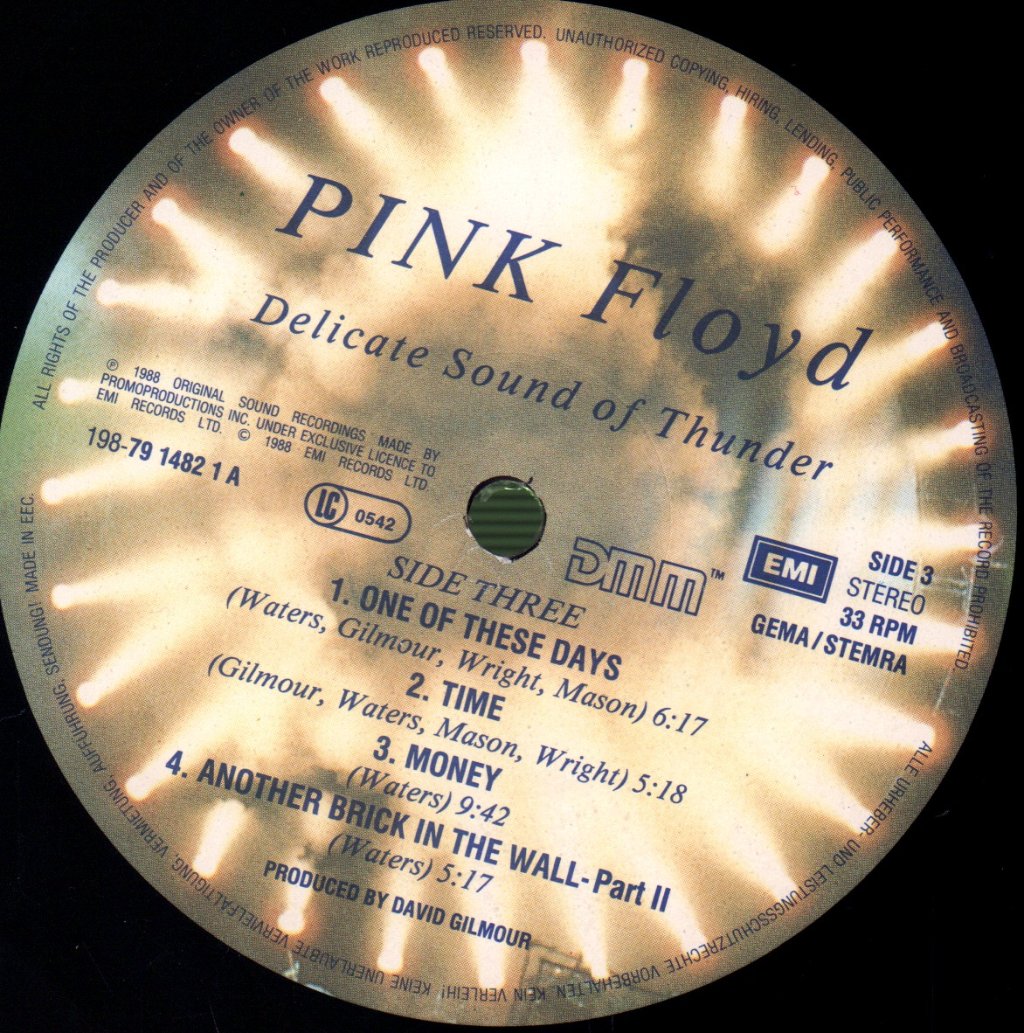 ALL RIGHTS OF THE PRODUCER AND OF THE OWNER OF THE WORK REPRODUCED RESERVED. UNAUTHORIZED COPYING, HIRING, LENDING, PUBLIC PERFORMANCE AND BROADCASTING OF THE RECORD PROHIBITED
PINK Floyd
Delicate Sound of Thunder
℗ 1988 ORIGINAL SOUND RECORDINGS MADE BY
PROMOPRODUCTIONS INC. UNDER EXCLUSIVE LICENCE TO
EMI RECORDS LTD. © 1988 EMI RECORDS LTD.
198-79 1482 1 A
LC 0542
DMM™
EMI
SIDE 3
STEREO
33 RPM
GEMA/STEMRA
SIDE THREE
1. ONE OF THESE DAYS
(Waters, Gilmour, Wright, Mason) 6:17
2. TIME
(Gilmour, Waters, Mason, Wright) 5:18
3. MONEY
(Waters) 9:42
4. ANOTHER BRICK IN THE WALL-Part II
(Waters) 5:17
PRODUCED BY DAVID GILMOUR
ALLE URHEBER- UND LEISTUNGSSCHUTZRECHTE VORBEHALTEN. KEIN VERLEIH! KEINE UNERLAUBTE VERVIELFÄLTIGUNG, VERMIETUNG, AUFFÜHRUNG, SENDUNG! MADE IN EEC.